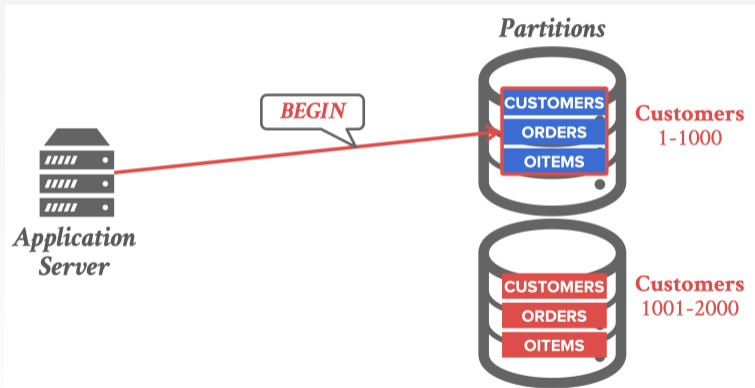 Partitions
BEGIN
CUSTOMERS
ORDERS
OITEMS
Customers
1-1000
Application
Server
CUSTOMERS
ORDERS
OITEMS
Customers
1001-2000